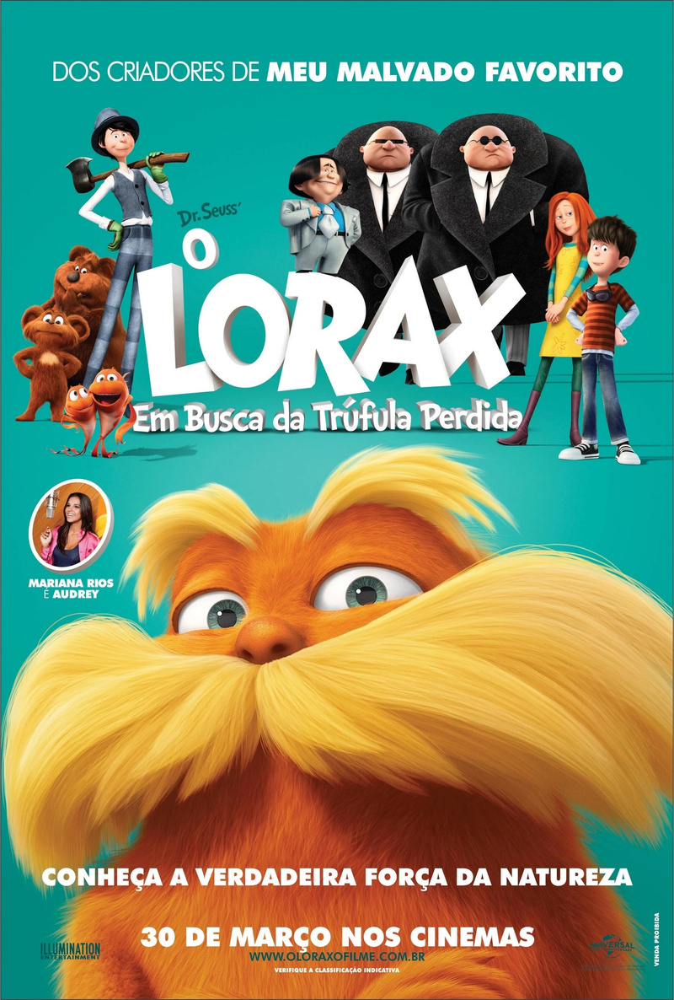 DOS CRIADORES DE MEU MALVADO FAVORITO
Dr. Seuss'
O
LORAX
Em Busca da Trúfula Perdida
MARIANA RIOS
É AUDREY
CONHEÇA A VERDADEIRA FORÇA DA NATUREZA
30 DE MARÇO NOS CINEMAS
ILLUMINATION
ENTERTAINMENT
WWW.OLORAXOFILME.COM.BR
VERIFIQUE A CLASSIFICAÇÃO INDICATIVA
UNIVERSAL
VENDA PROIBIDA